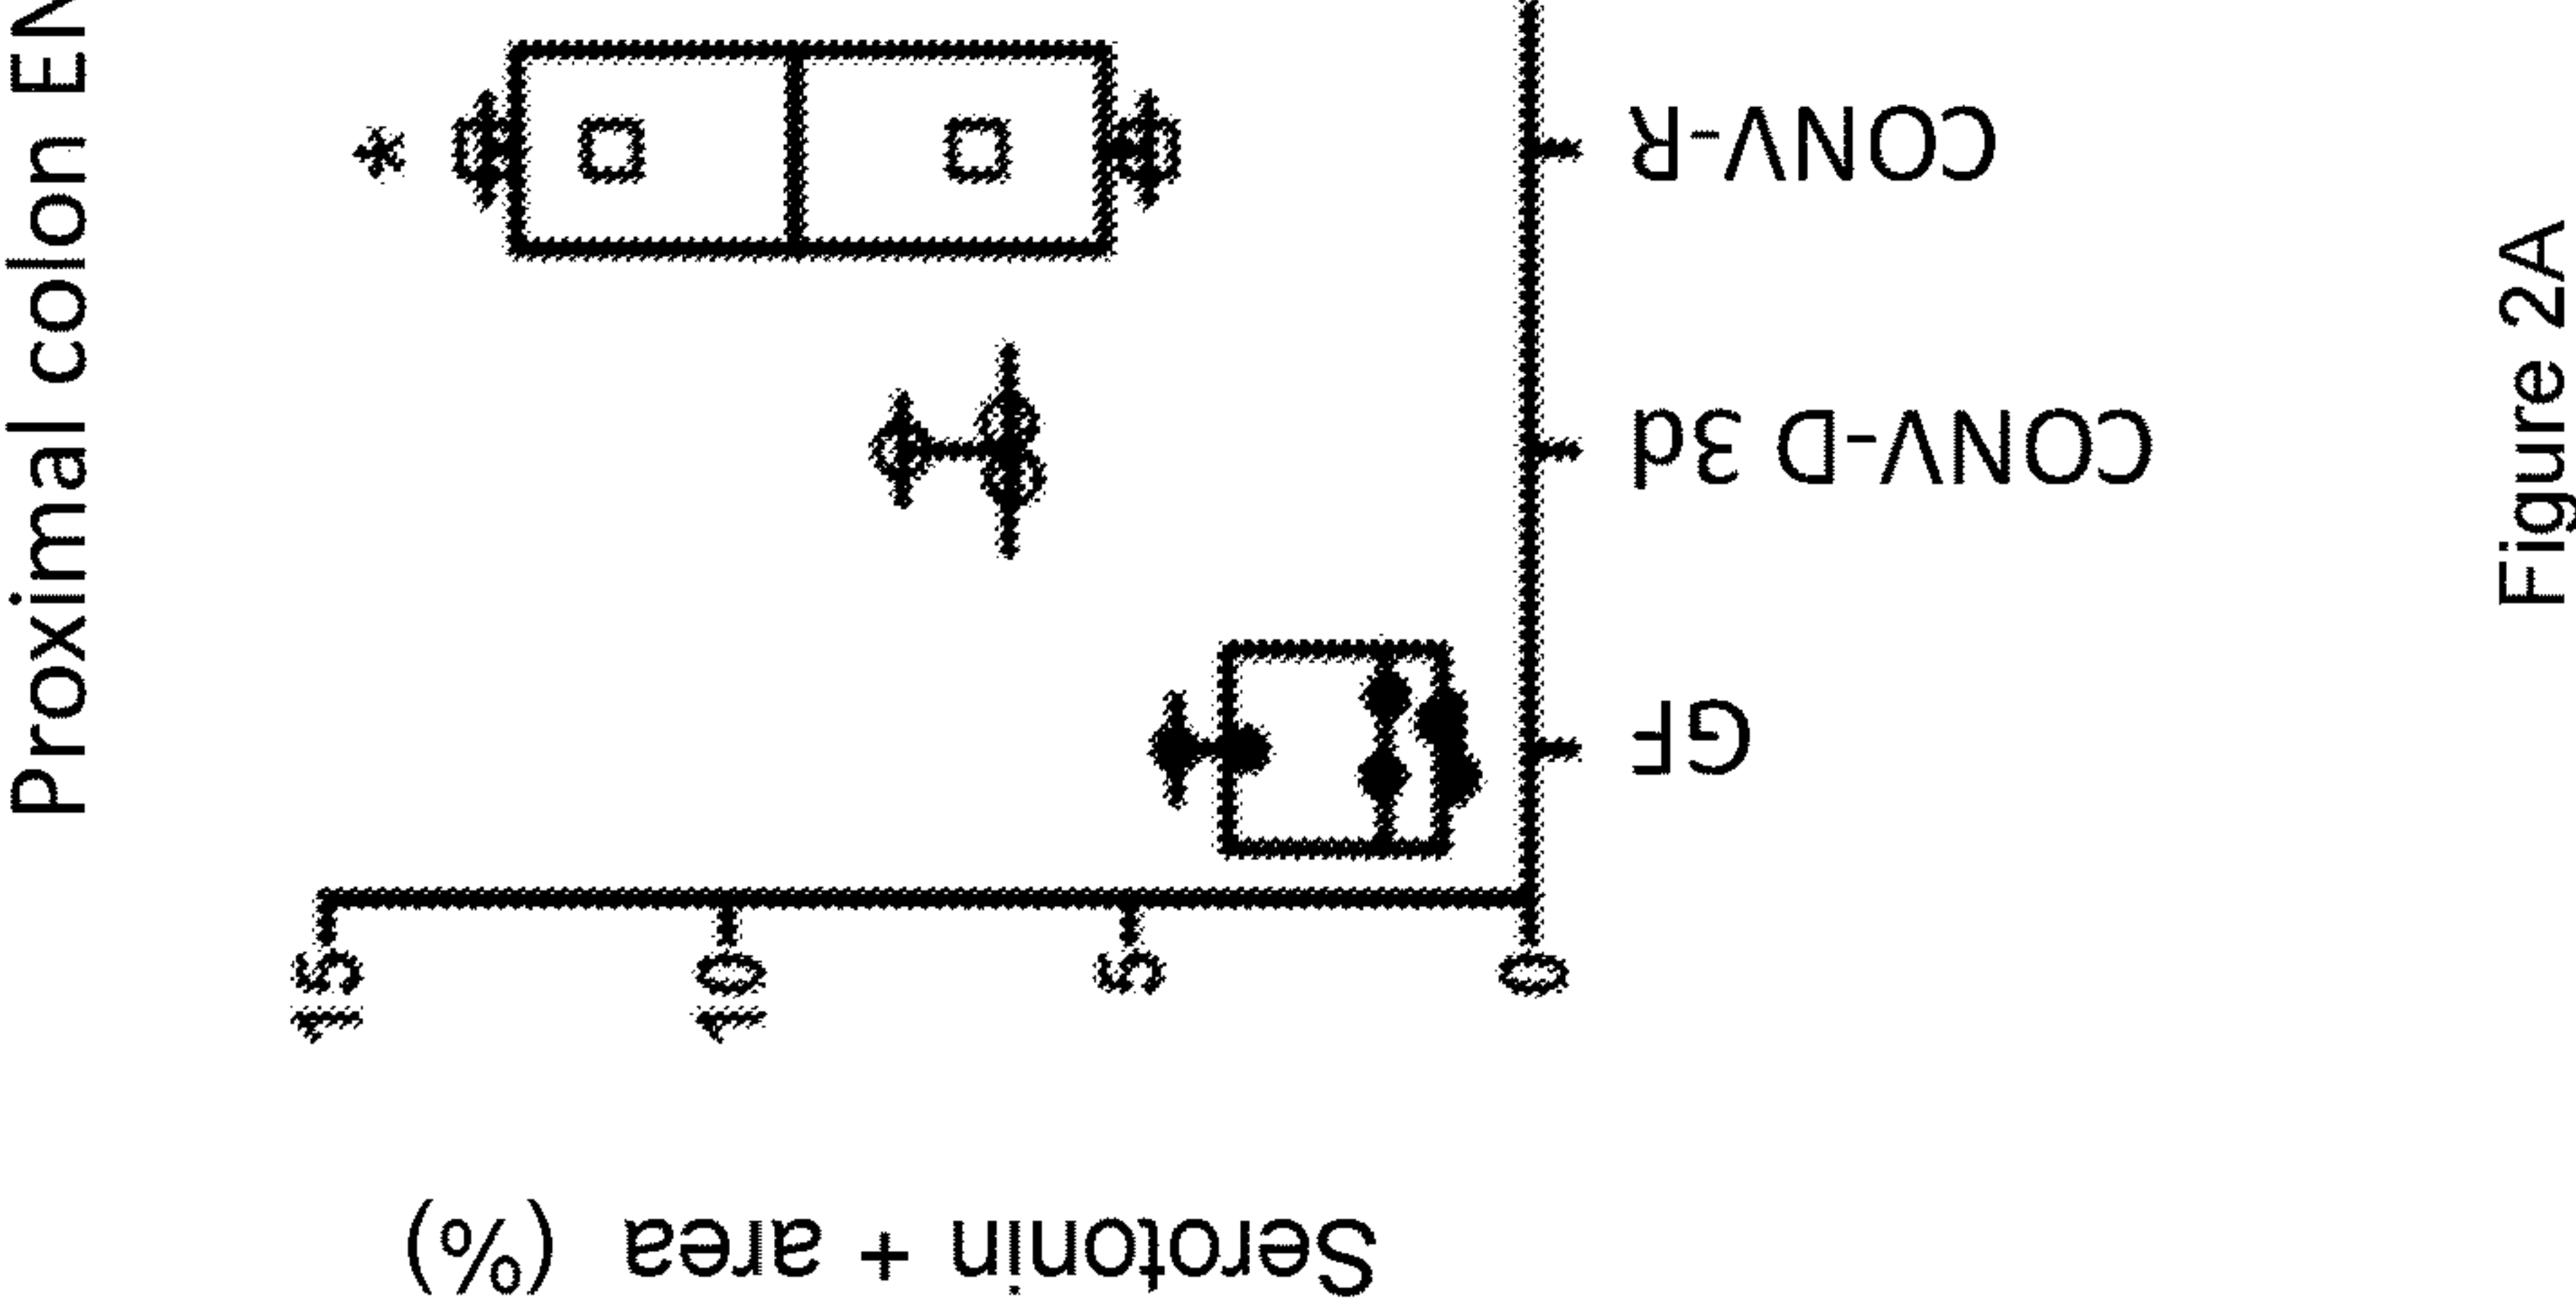 Proximal colon EN
*
15
10
5
0
Serotonin + area (%)
GF
CONV-D 3d
CONV-R
Figure 2A